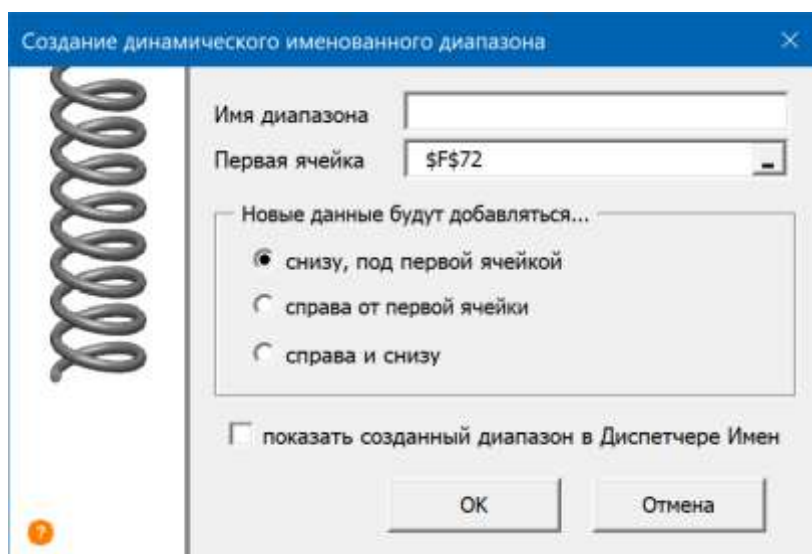 Создание динамического именованного диапазона
Имя диапазона
Первая ячейка $F$72
Новые данные будут добавляться...
снизу, под первой ячейкой
справа от первой ячейки
справа и снизу
показать созданный диапазон в Диспетчере Имен
OK Отмена
?